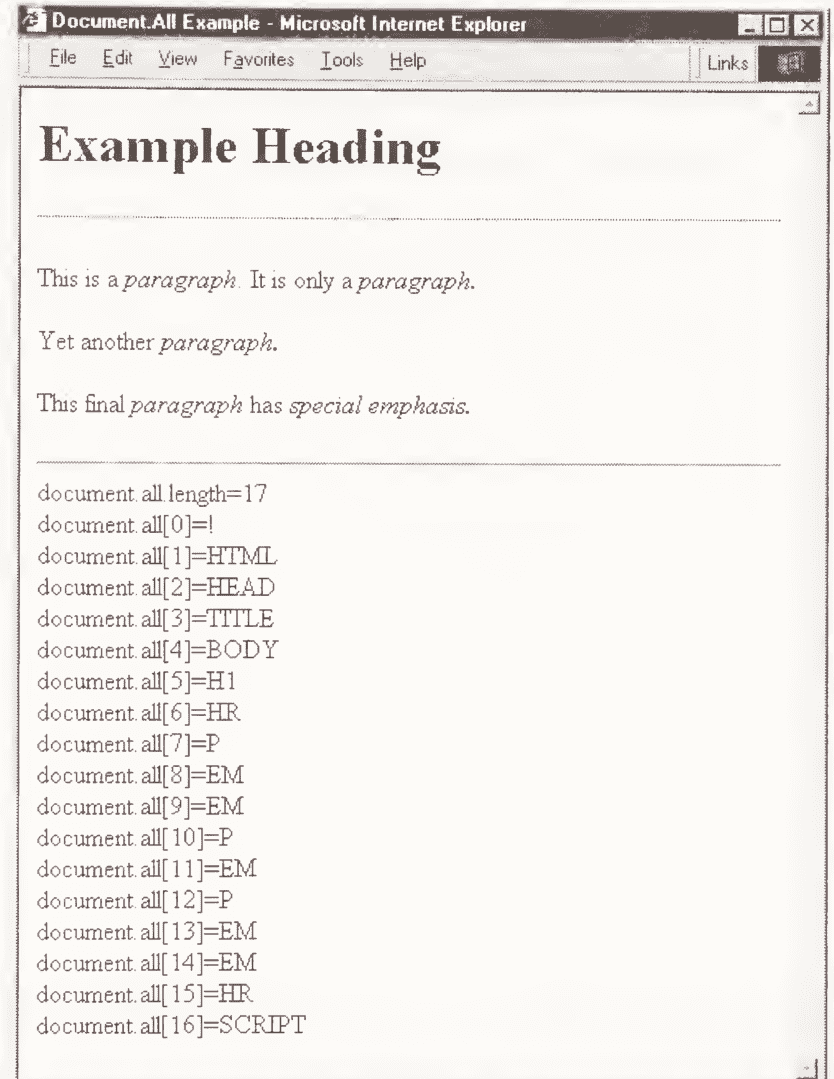 Document.All Example - Microsoft Internet Explorer
File Edit View Favorites Tools Help Links
Example Heading
This is a paragraph. It is only a paragraph.
Yet another paragraph.
This final paragraph has special emphasis.
document.all.length=17
document.all[0]=!
document.all[1]=HTML
document.all[2]=HEAD
document.all[3]=TITLE
document.all[4]=BODY
document.all[5]=H1
document.all[6]=HR
document.all[7]=P
document.all[8]=EM
document.all[9]=EM
document.all[10]=P
document.all[11]=EM
document.all[12]=P
document.all[13]=EM
document.all[14]=EM
document.all[15]=HR
document.all[16]=SCRIPT